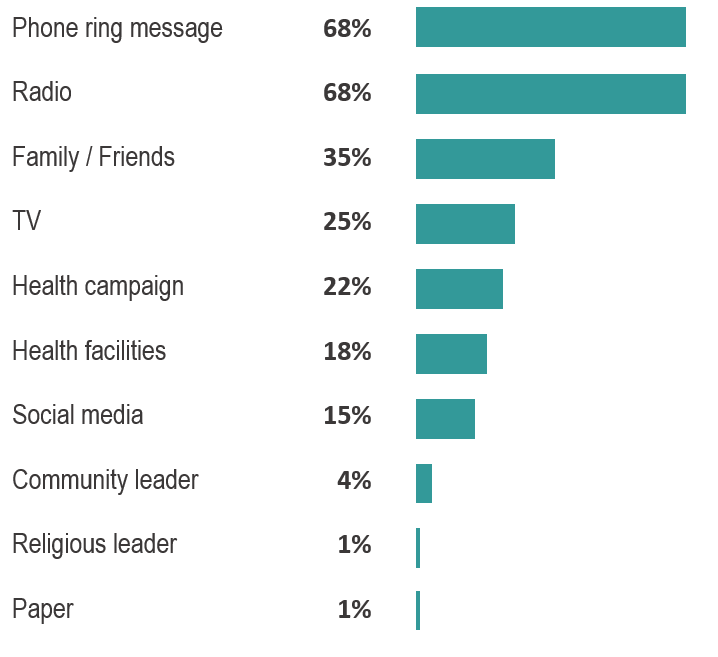 Phone ring message 68%
Radio 68%
Family / Friends 35%
TV 25%
Health campaign 22%
Health facilities 18%
Social media 15%
Community leader 4%
Religious leader 1%
Paper 1%